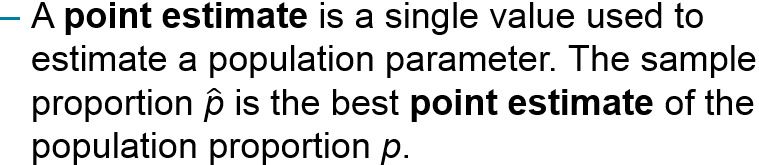 – A point estimate is a single value used to
estimate a population parameter. The sample
proportion p̂ is the best point estimate of the
population proportion p.